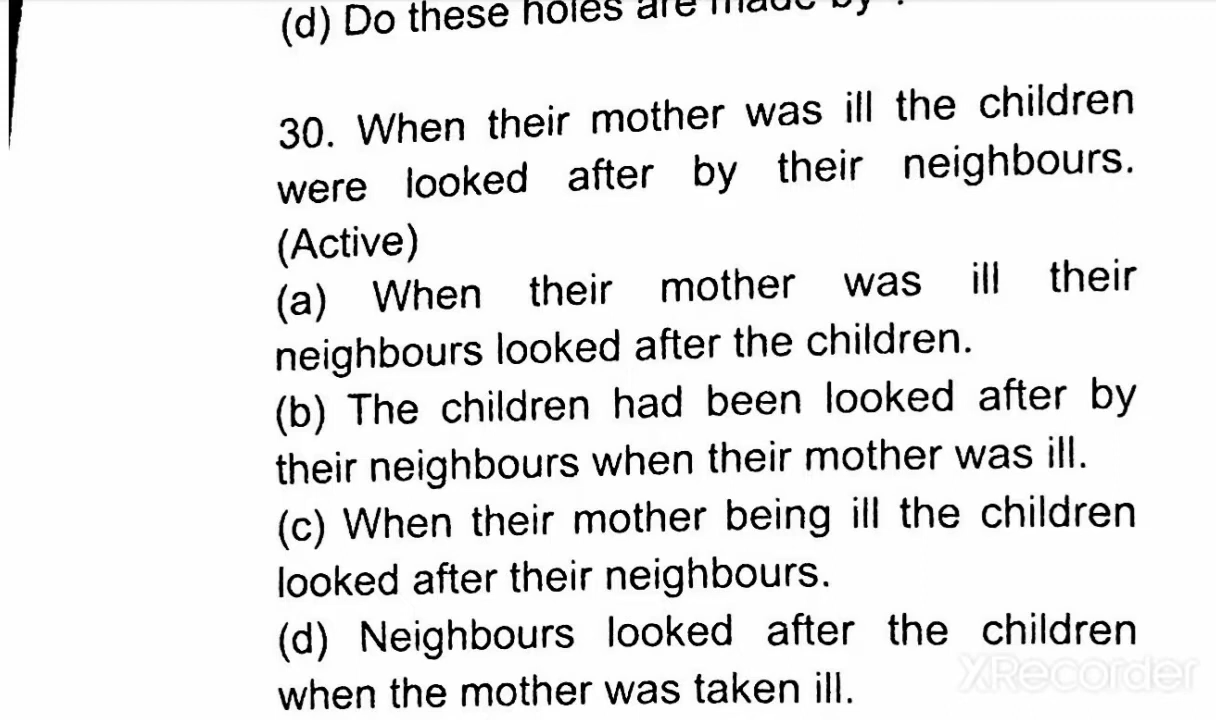 (d) Do these holes are made by ?
30. When their mother was ill the children
were looked after by their neighbours.
(Active)
(a) When their mother was ill their
neighbours looked after the children.
(b) The children had been looked after by
their neighbours when their mother was ill.
(c) When their mother being ill the children
looked after their neighbours.
(d) Neighbours looked after the children
when the mother was taken ill.
XRecorder